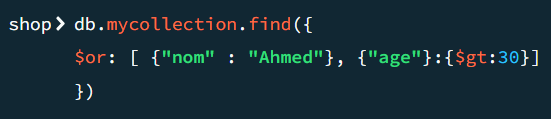 shop> db.mycollection.find({
$or: [ {"nom" : "Ahmed"}, {"age"}:{$gt:30}]
})